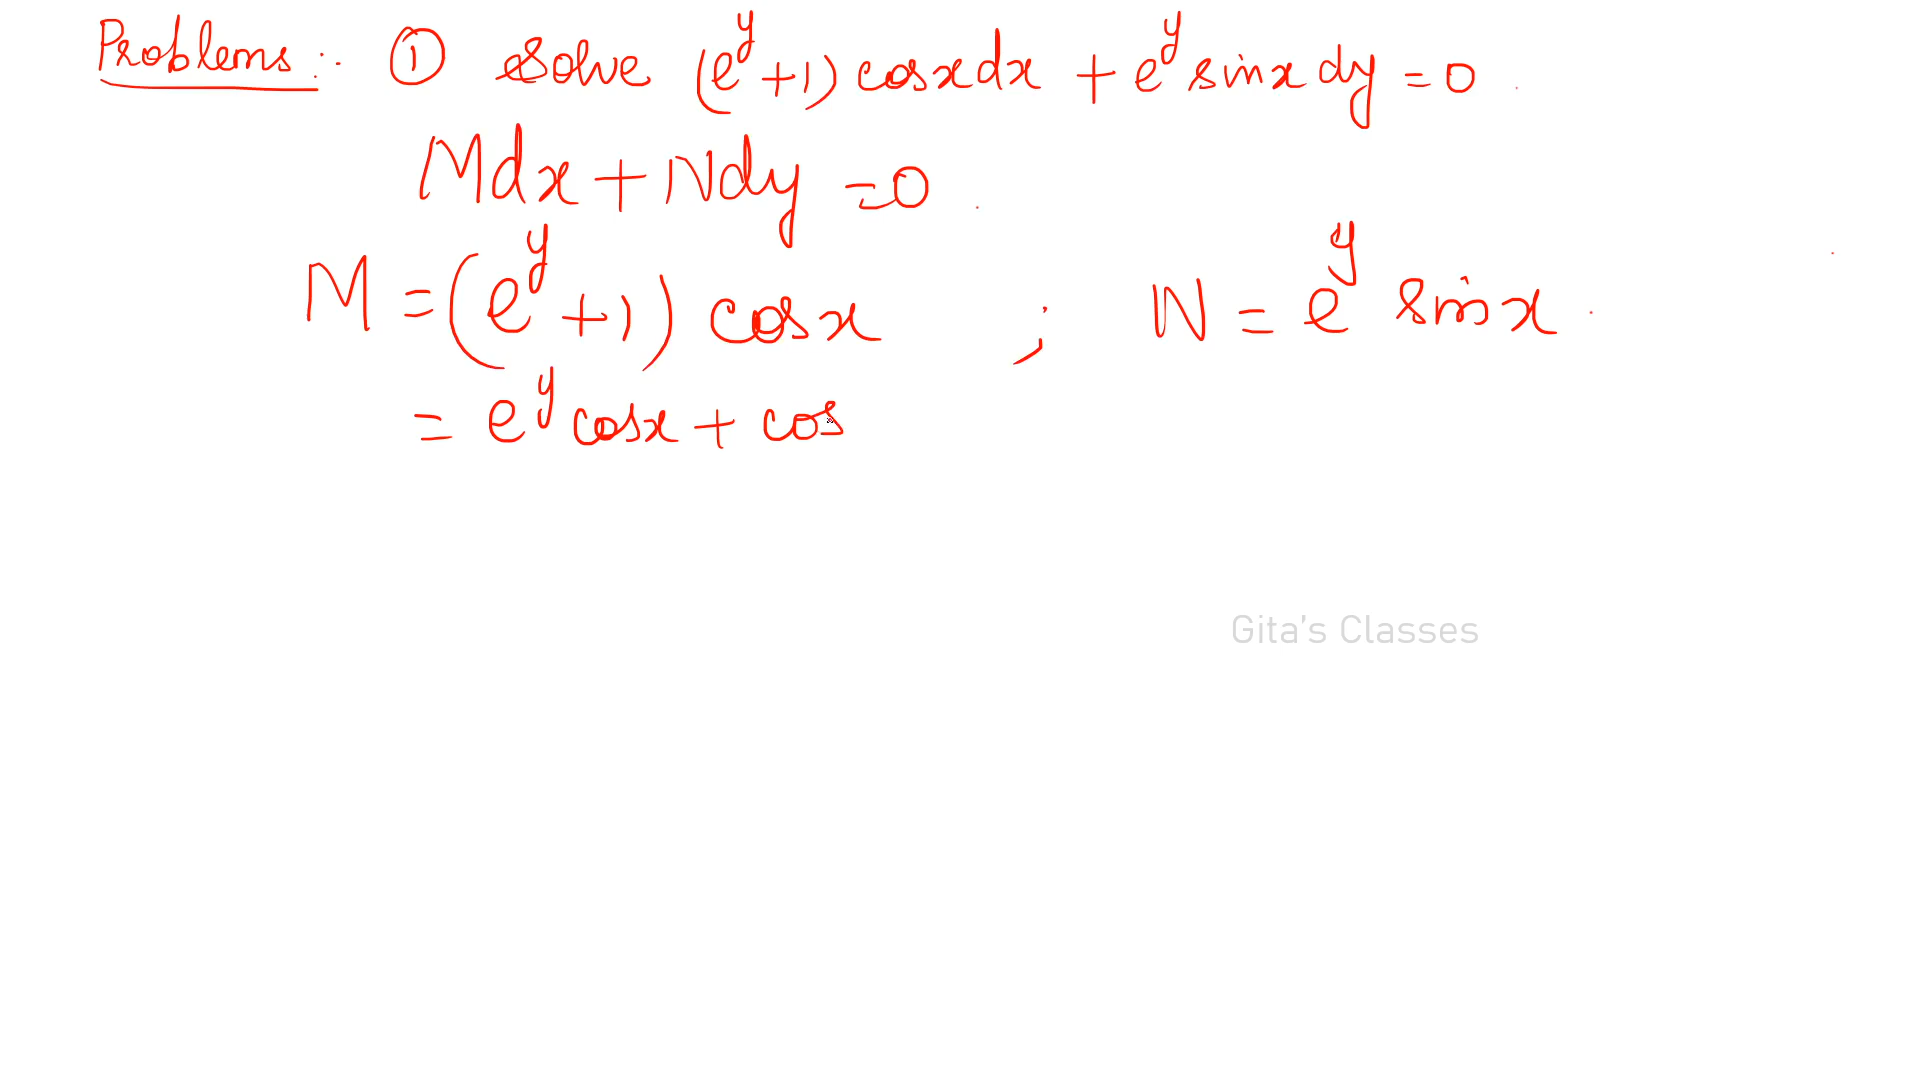 Problems :- ① Solve (e^y +1) cosx dx + e^y sinx dy = 0 .
Mdx + Ndy = 0 .
M = (e^y + 1) cosx ; N = e^y sinx .
= e^y cosx + cos
Gita's Classes